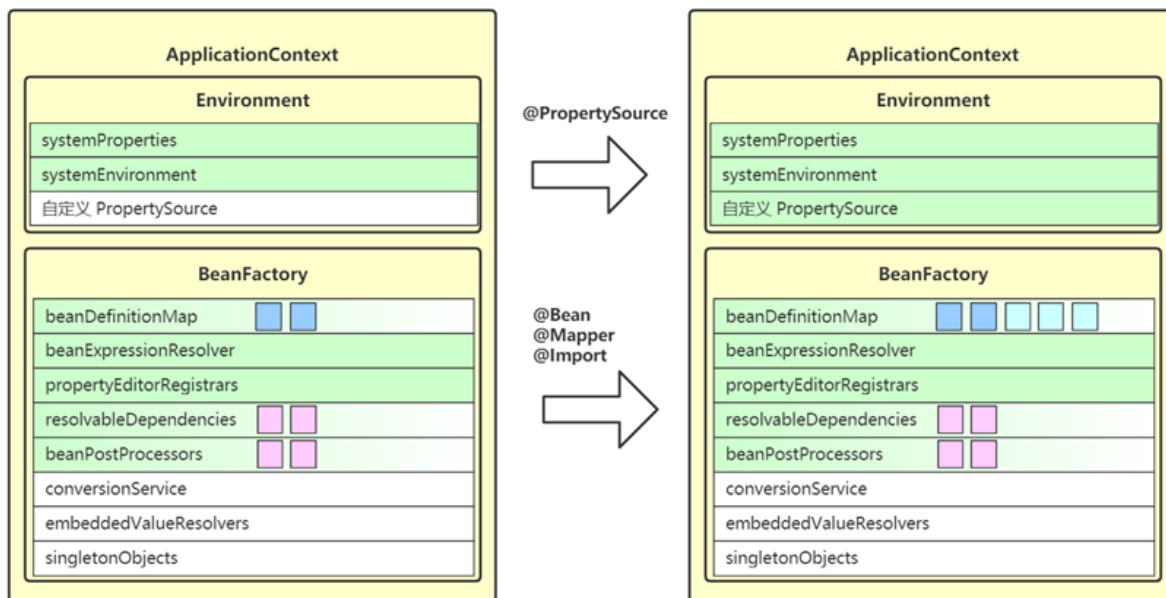 ApplicationContext
Environment
systemProperties
systemEnvironment
自定义 PropertySource
BeanFactory
beanDefinitionMap
beanExpressionResolver
propertyEditorRegistrars
resolvableDependencies
beanPostProcessors
conversionService
embeddedValueResolvers
singletonObjects
@PropertySource
@Bean
@Mapper
@Import
ApplicationContext
Environment
systemProperties
systemEnvironment
自定义 PropertySource
BeanFactory
beanDefinitionMap
beanExpressionResolver
propertyEditorRegistrars
resolvableDependencies
beanPostProcessors
conversionService
embeddedValueResolvers
singletonObjects